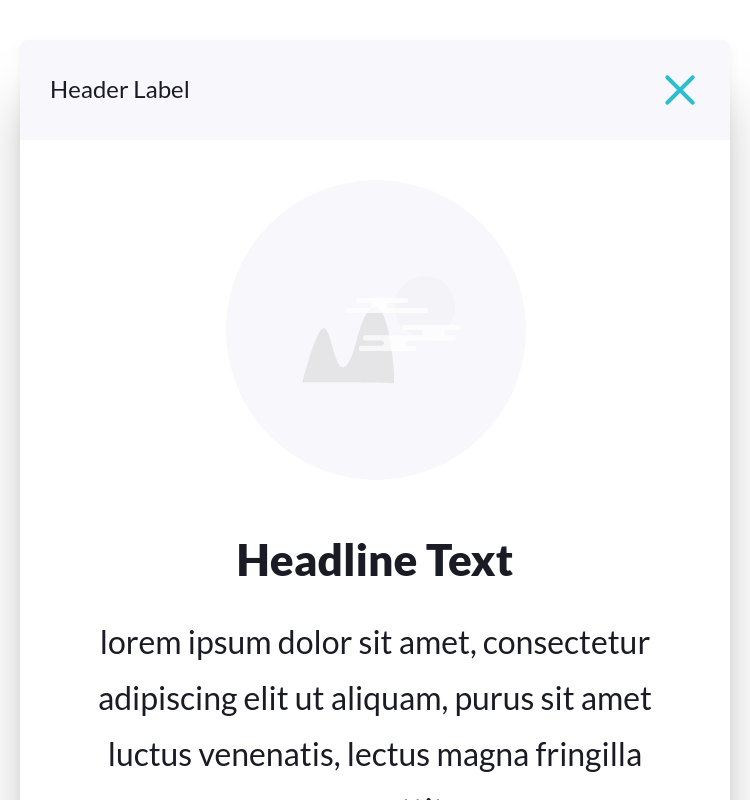 Header Label
Headline Text
lorem ipsum dolor sit amet, consectetur
adipiscing elit ut aliquam, purus sit amet
luctus venenatis, lectus magna fringilla